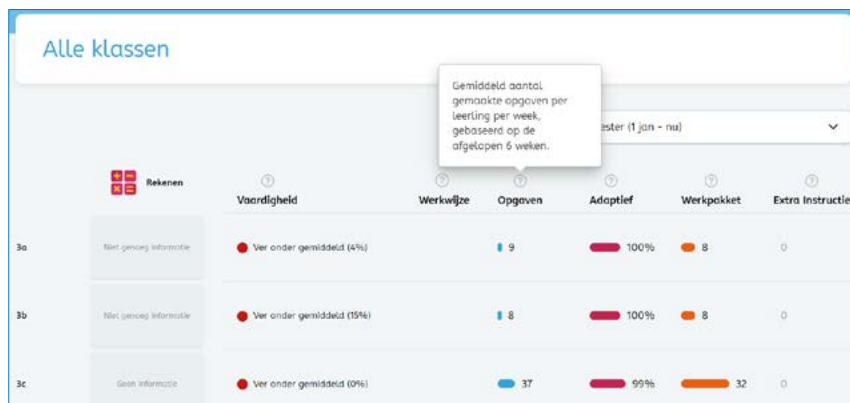 Alle klassen
Gemiddeld aantal
gemaakte opgaven per
leerling per week,
gebaseerd op de
afgelopen 6 weken.
ester (1 jan - nu)
Rekenen
Vaardigheid Werkwijze Opgaven Adaptief Werkpakket Extra Instructie
3a Niet genoeg informatie Ver onder gemiddeld (4%) 9 100% 8 0
3b Niet genoeg informatie Ver onder gemiddeld (15%) 8 100% 8 0
3c Geen informatie Ver onder gemiddeld (0%) 37 99% 32 0